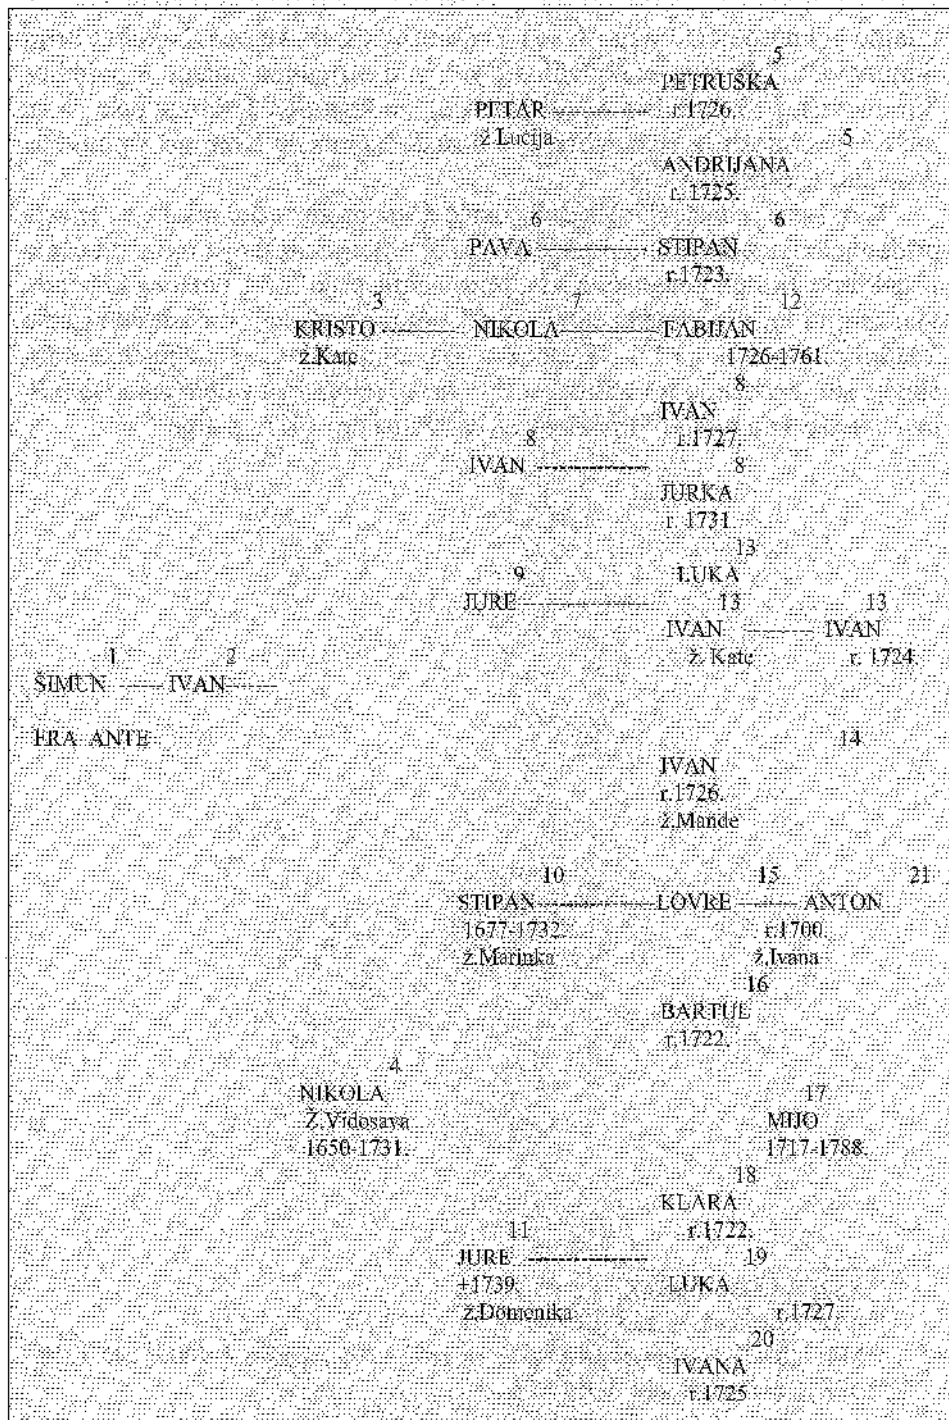 5
PETRUŠKA
PETAR r.1726.
ž.Lucija 5
ANDRIJANA
r. 1725.
6 6
PAVA STIPAN
r.1723.
3 7 12
KRISTO NIKOLA FABIJAN
ž.Kate 1726-1761.
8
IVAN
8 r.1727
IVAN 8
JURKA
r. 1731
13
9 LUKA
JURE 13 13
IVAN IVAN
ž. Kate r. 1724.
1 2
ŠIMUN IVAN
FRA ANTE 14
IVAN
r.1726.
ž.Mande
10 15 21
STIPAN LOVRE ANTON
1677-1732. r.1700.
ž.Marinka ž.Ivana
16
BARTUL
r.1722.
4
NIKOLA 17
Ž.Vidosava MIJO
1650-1731. 1717-1788.
18
KLARA
11 r.1722.
JURE 19
+1739. LUKA
ž.Domenika r.1727.
20
IVANA
r.1725